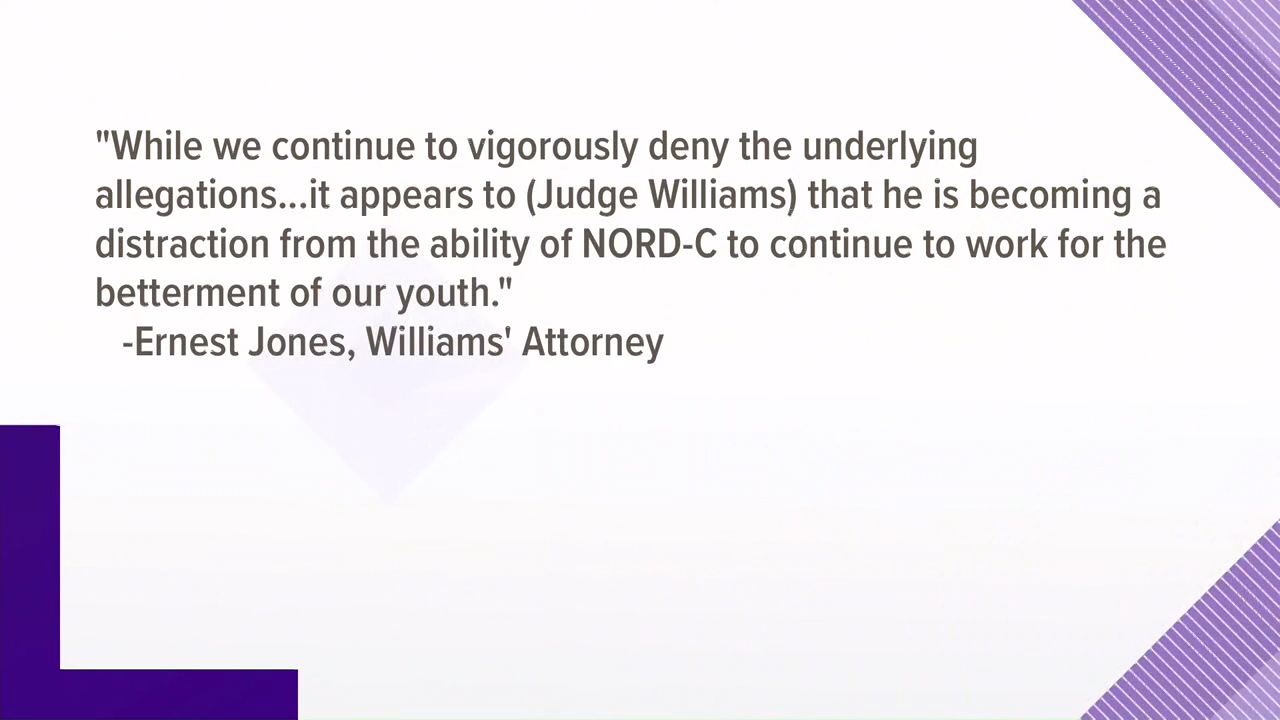 "While we continue to vigorously deny the underlying
allegations...it appears to (Judge Williams) that he is becoming a
distraction from the ability of NORD-C to continue to work for the
betterment of our youth."
-Ernest Jones, Williams' Attorney